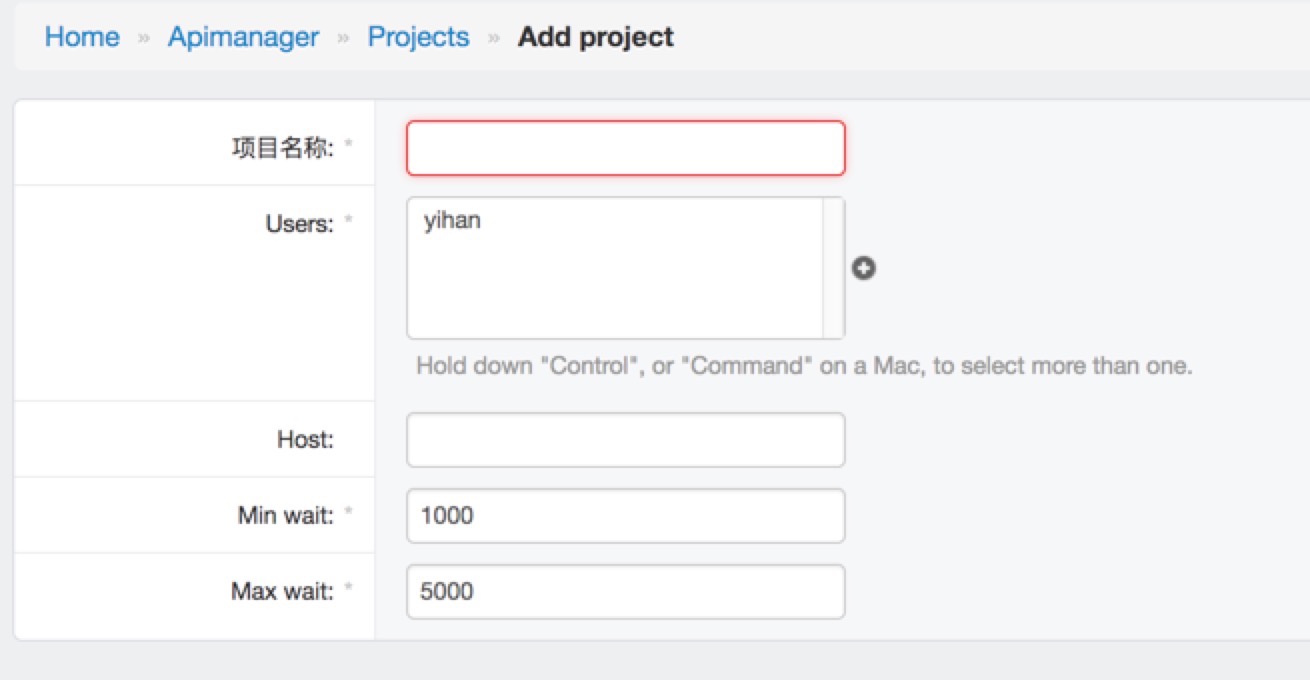 Home » Apimanager » Projects » Add project
项目名称: *
Users: * yihan
Hold down "Control", or "Command" on a Mac, to select more than one.
Host:
Min wait: * 1000
Max wait: * 5000